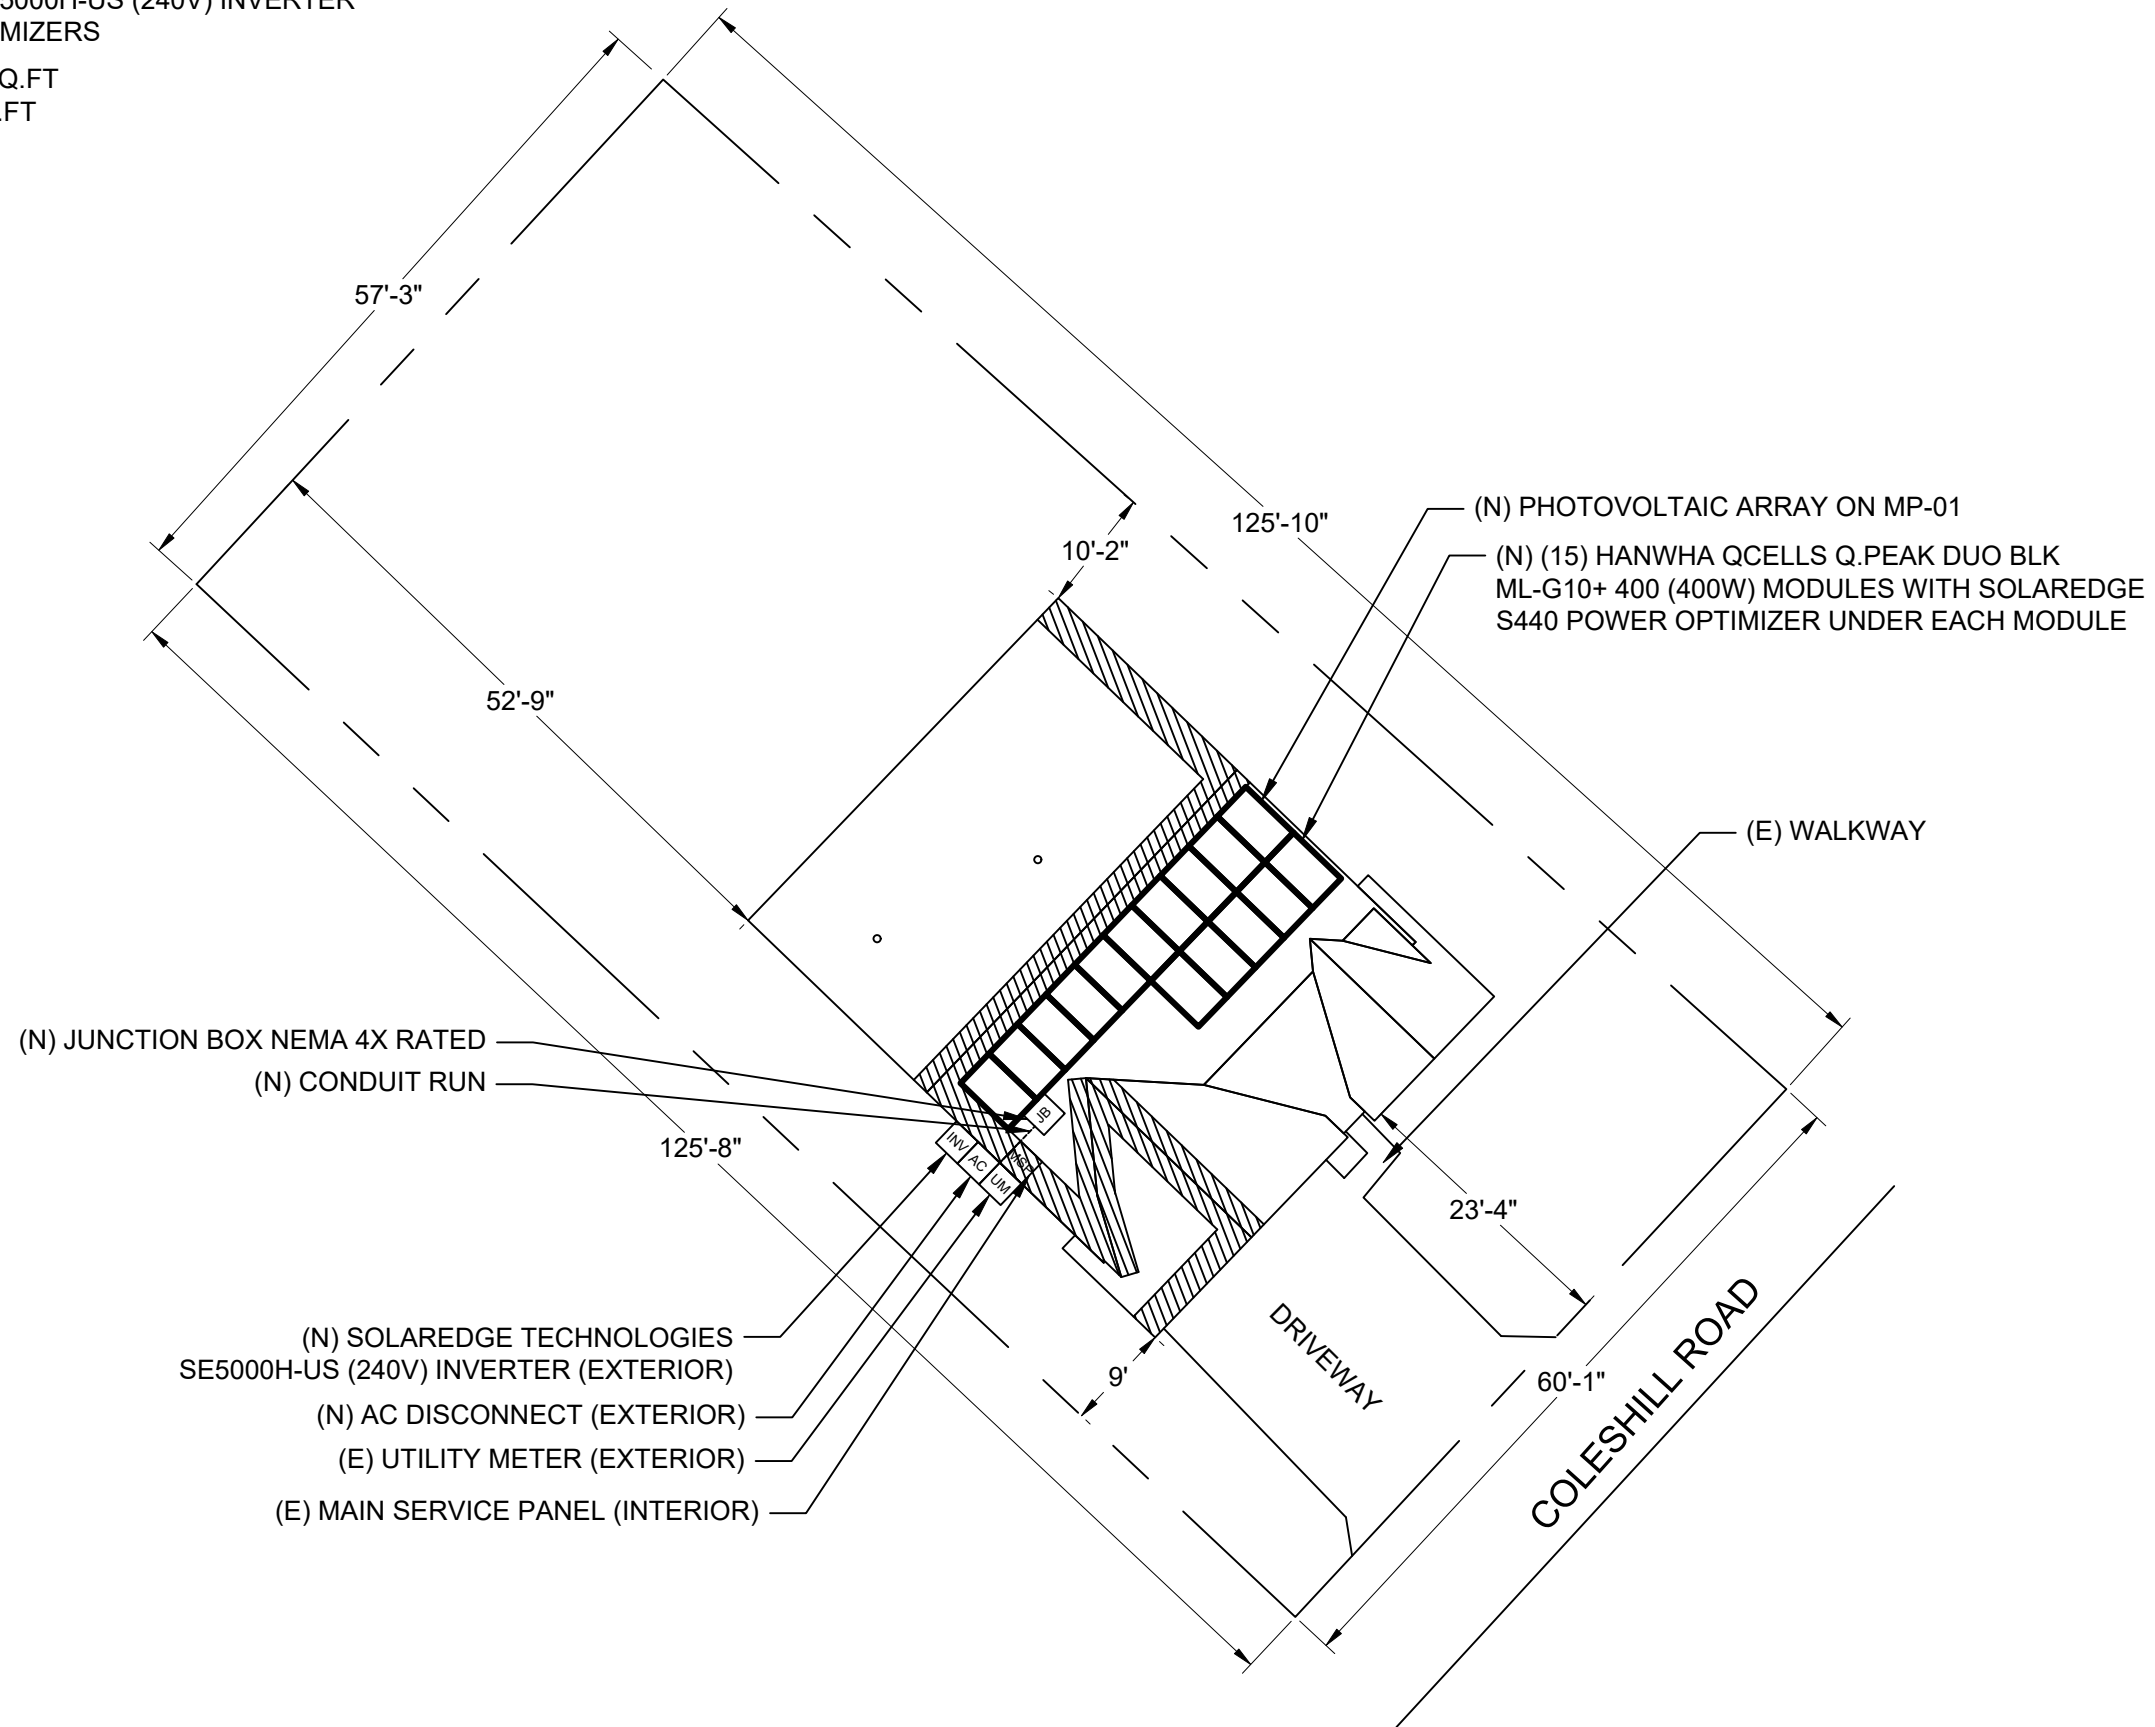 5000H-US (240V) INVERTER
MIZERS
Q.FT
.FT
57'-3"
125'-10"
10'-2"
(N) PHOTOVOLTAIC ARRAY ON MP-01
(N) (15) HANWHA QCELLS Q.PEAK DUO BLK
ML-G10+ 400 (400W) MODULES WITH SOLAREDGE
S440 POWER OPTIMIZER UNDER EACH MODULE
52'-9"
(E) WALKWAY
(N) JUNCTION BOX NEMA 4X RATED
(N) CONDUIT RUN
JB
INV
AC
UM
MSP
125'-8"
23'-4"
(N) SOLAREDGE TECHNOLOGIES
SE5000H-US (240V) INVERTER (EXTERIOR)
(N) AC DISCONNECT (EXTERIOR)
(E) UTILITY METER (EXTERIOR)
(E) MAIN SERVICE PANEL (INTERIOR)
9'
DRIVEWAY
60'-1"
COLESHILL ROAD